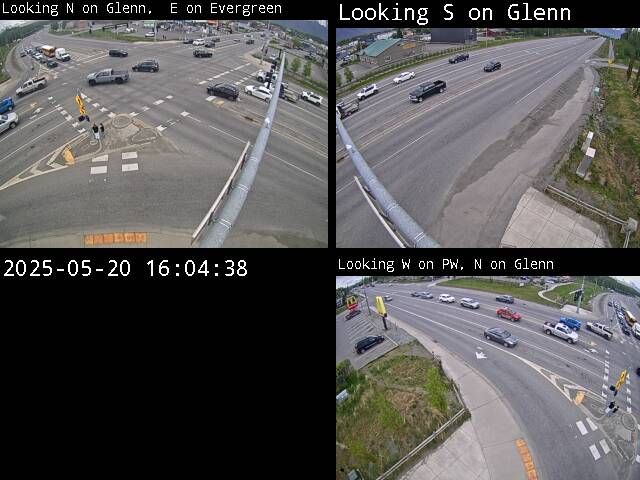 Looking N on Glenn,  E on Evergreen
Looking S on Glenn
2025-05-20 16:04:38
Looking W on PW, N on Glenn